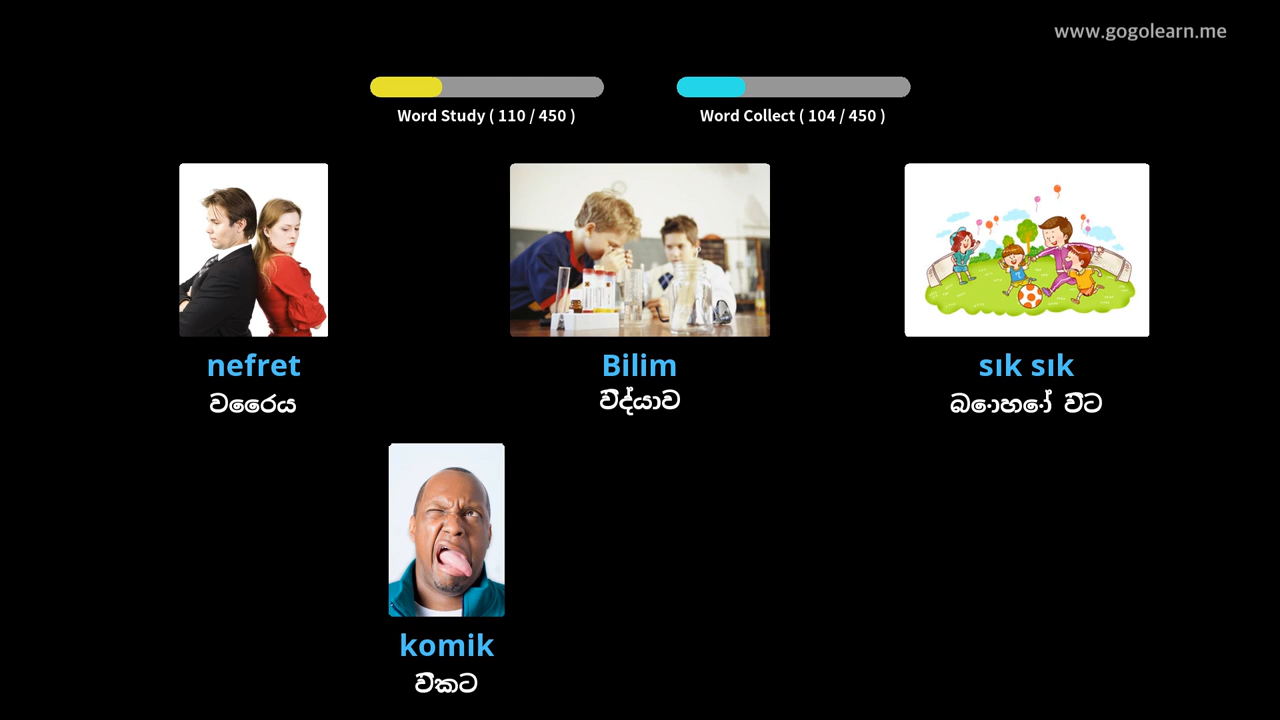 www.gogolearn.me
Word Study ( 110 / 450 )
Word Collect ( 104 / 450 )
nefret
වෛරය
Bilim
විද්යාව
sık sık
බොහෝ විට
komik
විකට